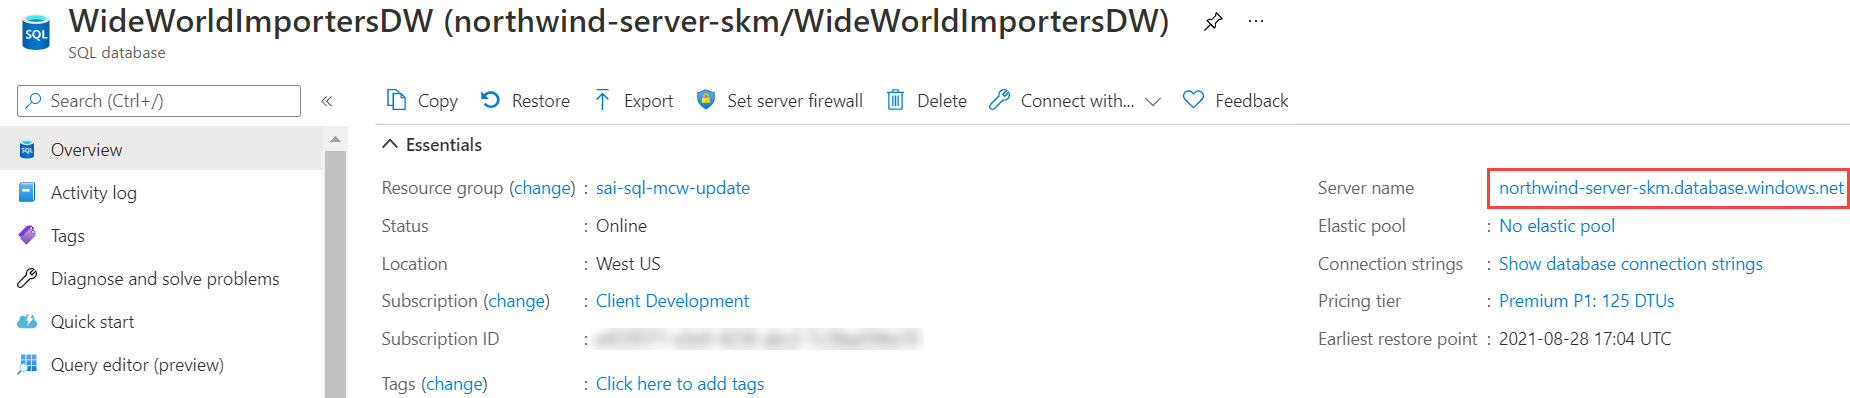 WideWorldImportersDW (northwind-server-skm/WideWorldImportersDW)
SQL
SQL database
Search (Ctrl+/)
«
Copy
Restore
Export
Set server firewall
Delete
Connect with...
Feedback
Overview
Activity log
Tags
Diagnose and solve problems
Quick start
Query editor (preview)
Essentials
Resource group (change) : sai-sql-mcw-update
Status : Online
Location : West US
Subscription (change) : Client Development
Subscription ID :
Tags (change) : Click here to add tags
Server name northwind-server-skm.database.windows.net
Elastic pool : No elastic pool
Connection strings : Show database connection strings
Pricing tier : Premium P1: 125 DTUs
Earliest restore point : 2021-08-28 17:04 UTC